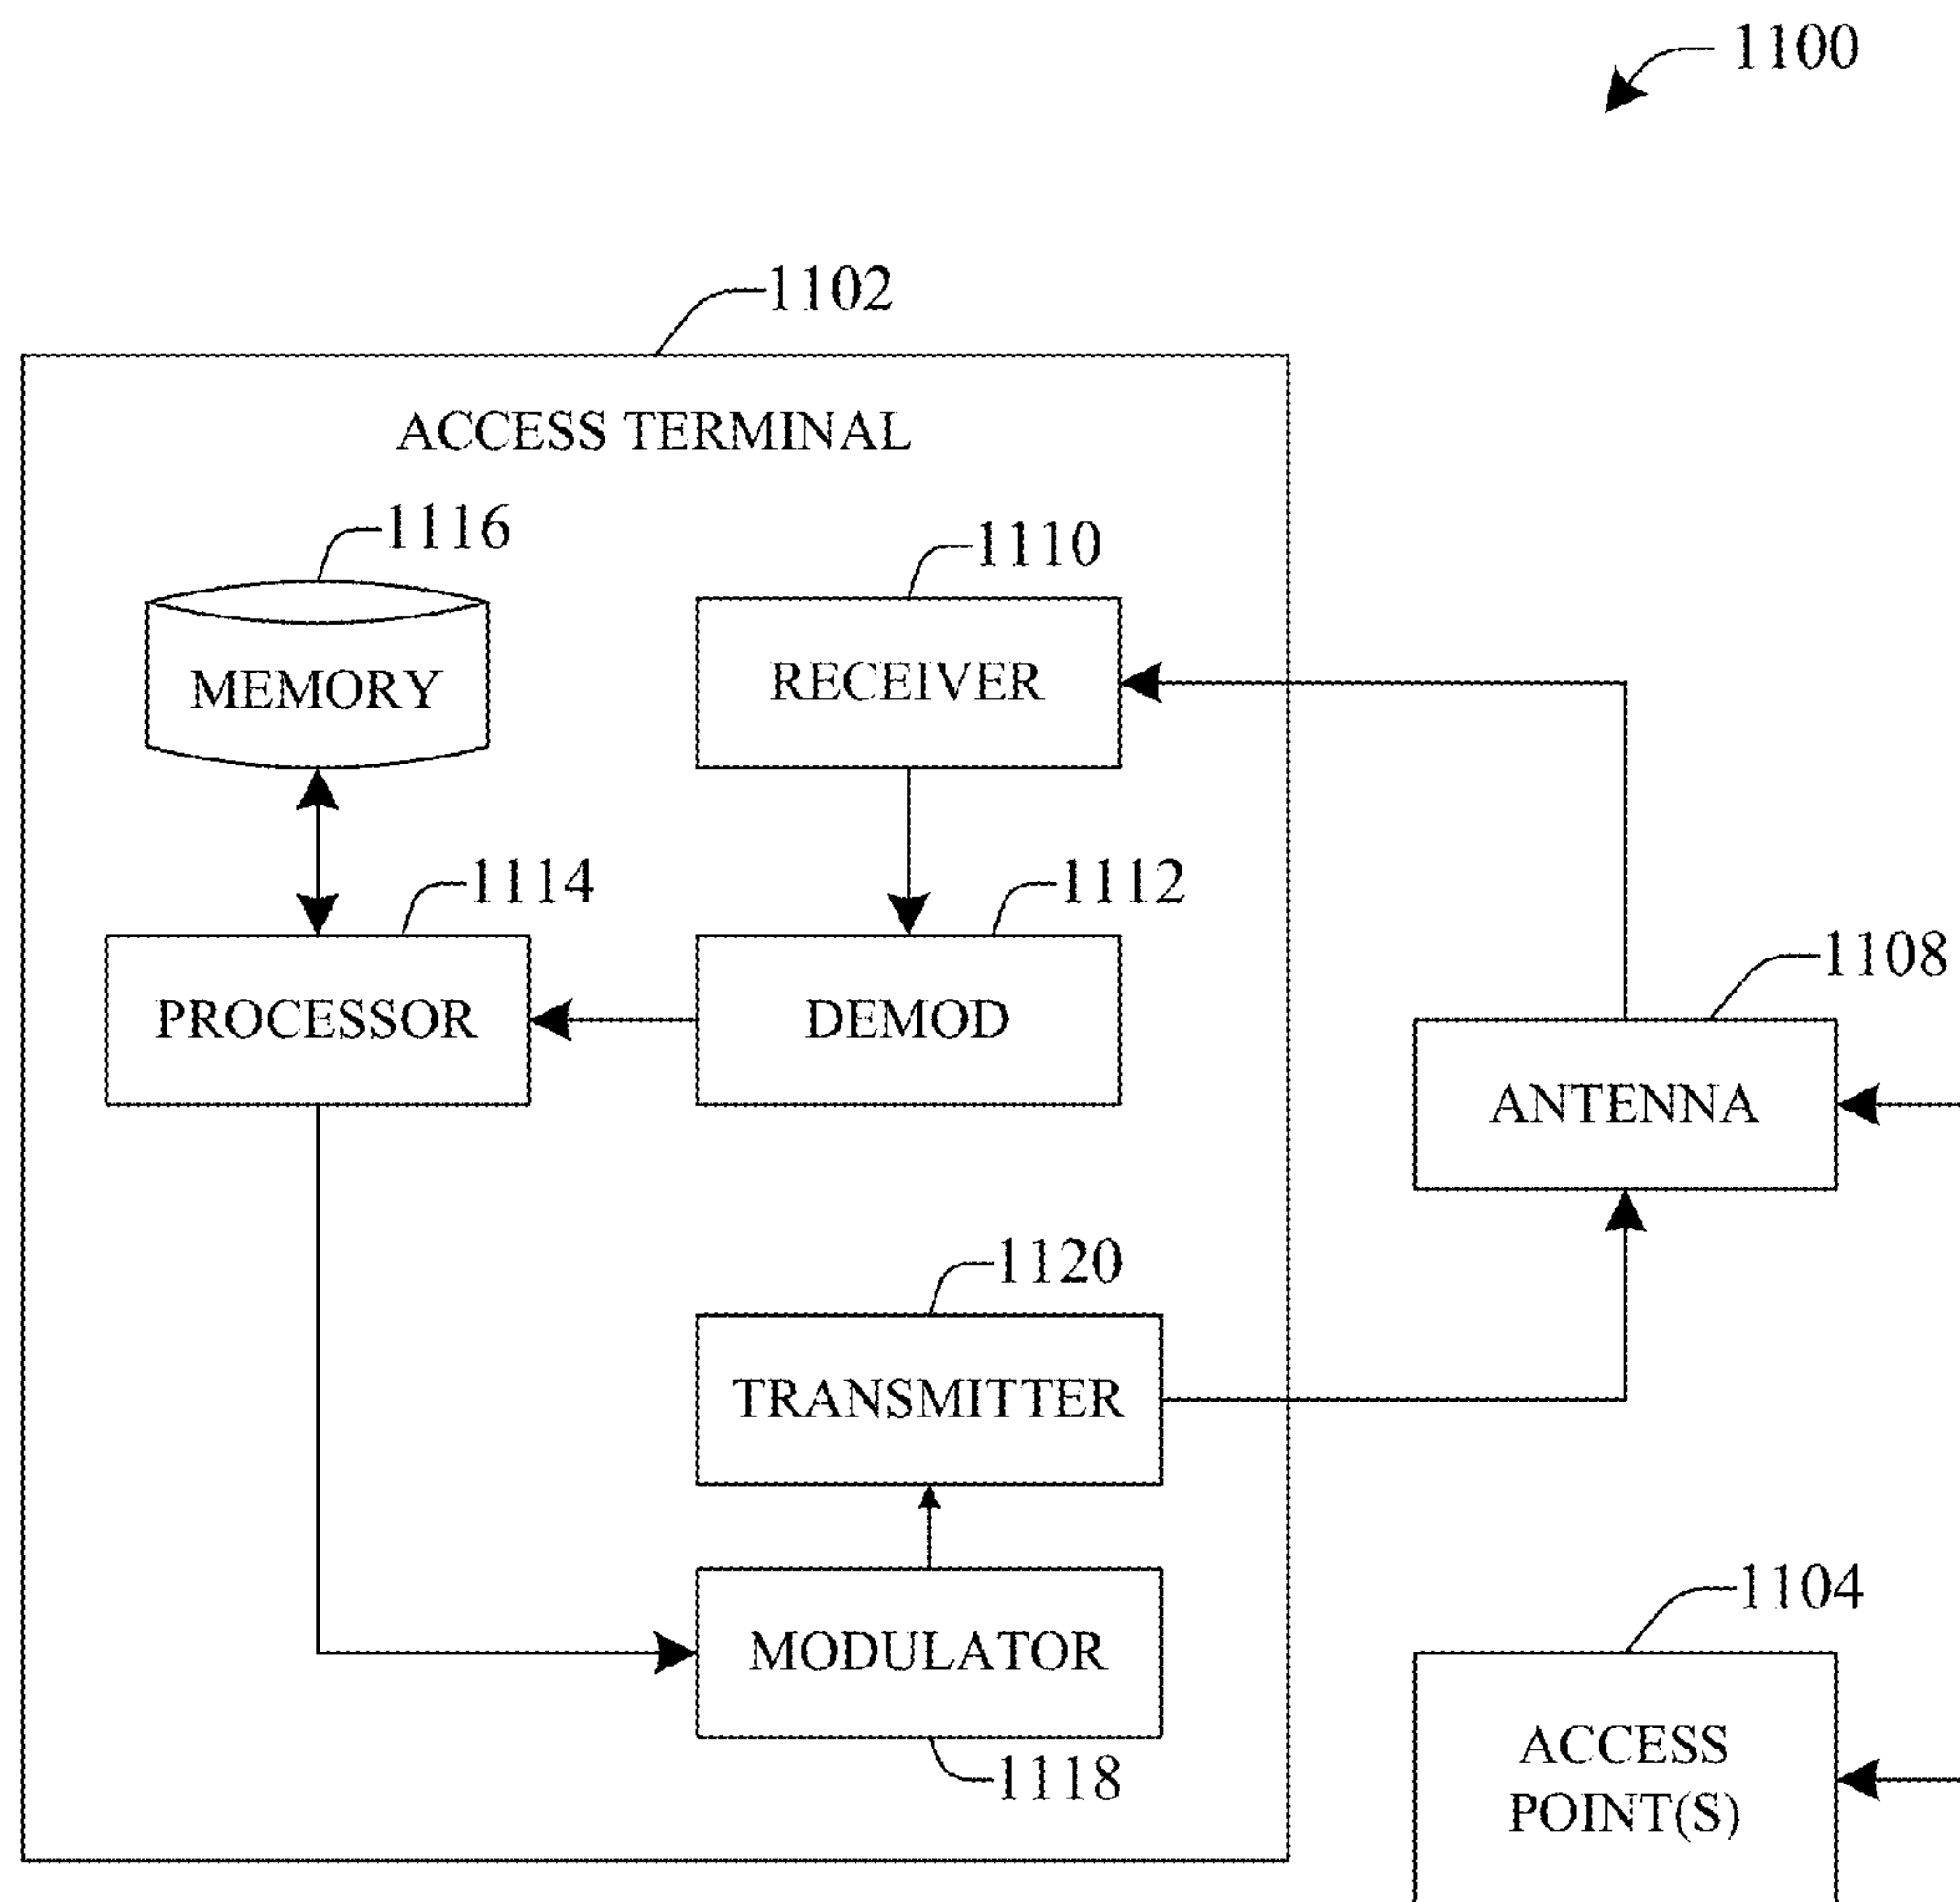 1100
1102
ACCESS TERMINAL
1116
1110
MEMORY
RECEIVER
1114
1112
1108
PROCESSOR
DEMOD
ANTENNA
1120
TRANSMITTER
1104
MODULATOR
1118
ACCESS
POINT(S)